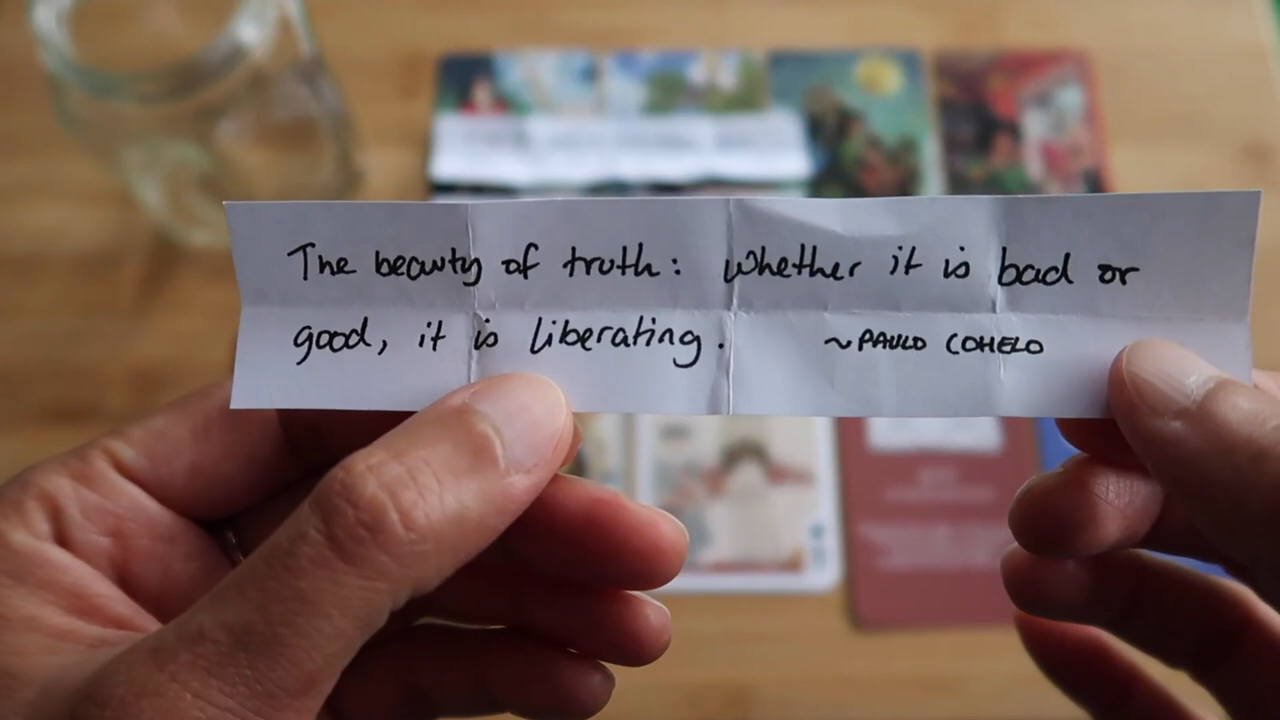 The beauty of truth: whether it is bad or
good, it is liberating. ~PAULO COHELO